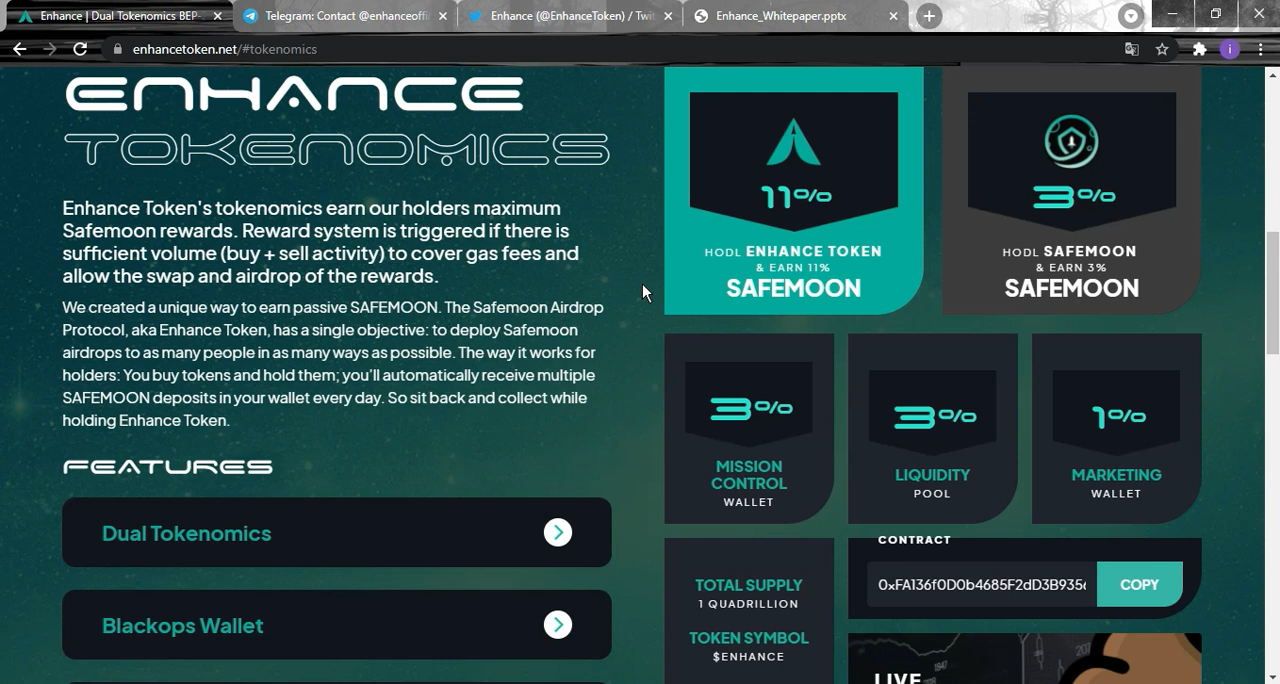 Enhance | Dual Tokenomics BEP-
Telegram: Contact @enhanceoffi
Enhance (@EnhanceToken) / Twit
Enhance_Whitepaper.pptx
enhancetoken.net/#tokenomics
i
ENHANCE
TOKENOMICS
Enhance Token's tokenomics earn our holders maximum
Safemoon rewards. Reward system is triggered if there is
sufficient volume (buy + sell activity) to cover gas fees and
allow the swap and airdrop of the rewards.
We created a unique way to earn passive SAFEMOON. The Safemoon Airdrop
Protocol, aka Enhance Token, has a single objective: to deploy Safemoon
airdrops to as many people in as many ways as possible. The way it works for
holders: You buy tokens and hold them; you'll automatically receive multiple
SAFEMOON deposits in your wallet every day. So sit back and collect while
holding Enhance Token.
FEATURES
Dual Tokenomics
Blackops Wallet
11%
HODL ENHANCE TOKEN
& EARN 11%
SAFEMOON
3%
HODL SAFEMOON
& EARN 3%
SAFEMOON
3%
MISSION
CONTROL
WALLET
3%
LIQUIDITY
POOL
1%
MARKETING
WALLET
TOTAL SUPPLY
1 QUADRILLION
TOKEN SYMBOL
$ENHANCE
CONTRACT
0xFA136f0D0b4685F2dD3B935
COPY
1947
LIVE